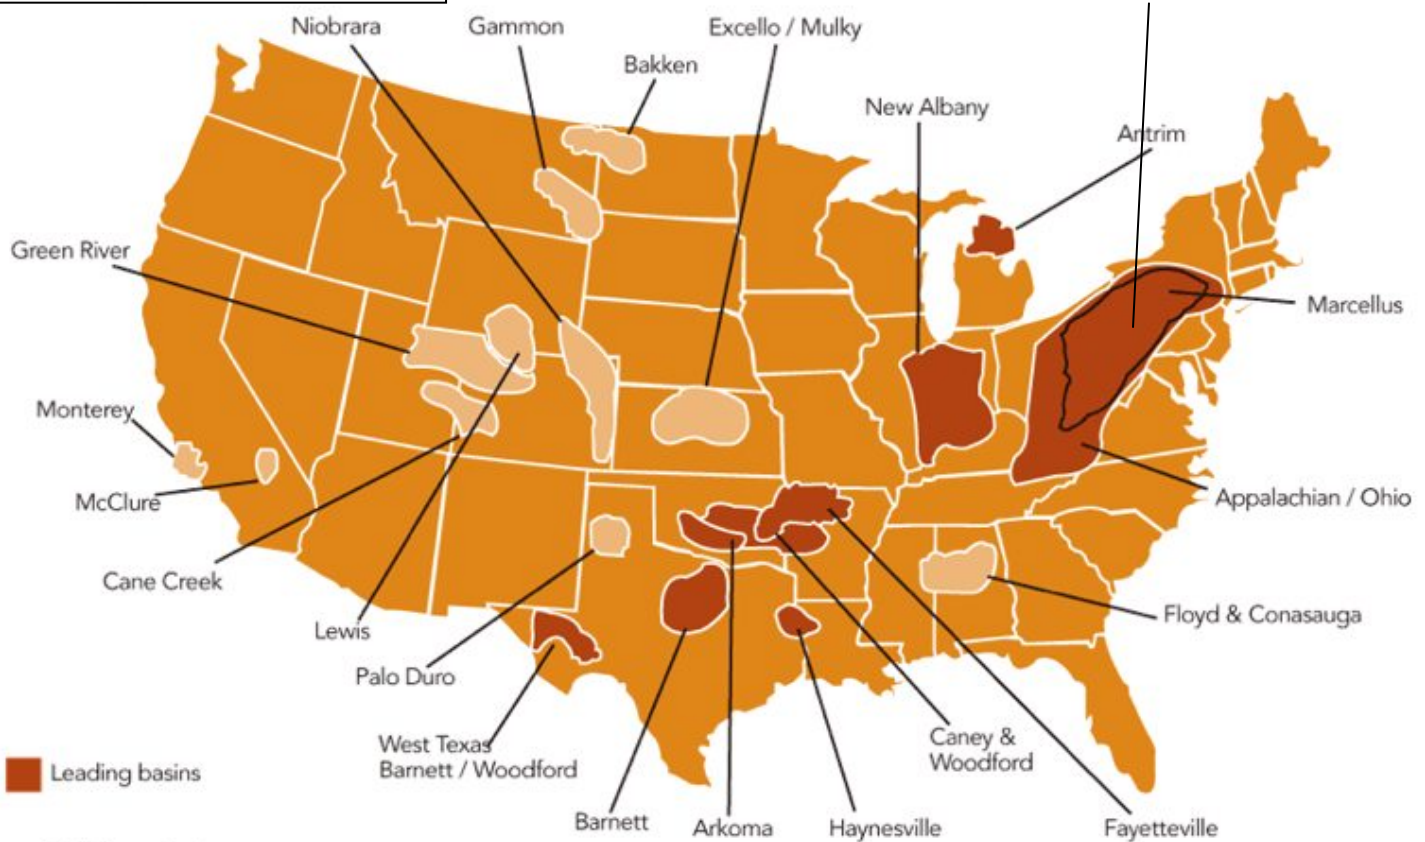 Niobrara
Gammon
Excello / Mulky
Bakken
New Albany
Antrim
Green River
Marcellus
Monterey
McClure
Appalachian / Ohio
Cane Creek
Floyd & Conasauga
Lewis
Palo Duro
West Texas
Barnett / Woodford
Caney &
Woodford
Leading basins
Barnett
Arkoma
Haynesville
Fayetteville